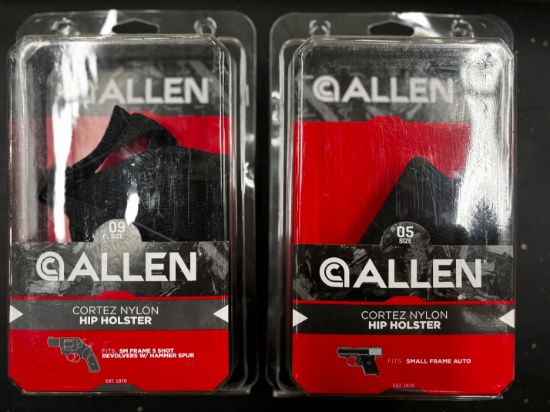 ALLEN
09
SIZE
ALLEN
CORTEZ NYLON
HIP HOLSTER
FITS: SM FRAME 5 SHOT
REVOLVERS W/ HAMMER SPUR
EST. 1970
ALLEN
05
SIZE
ALLEN
CORTEZ NYLON
HIP HOLSTER
FITS: SMALL FRAME AUTO
EST. 1970